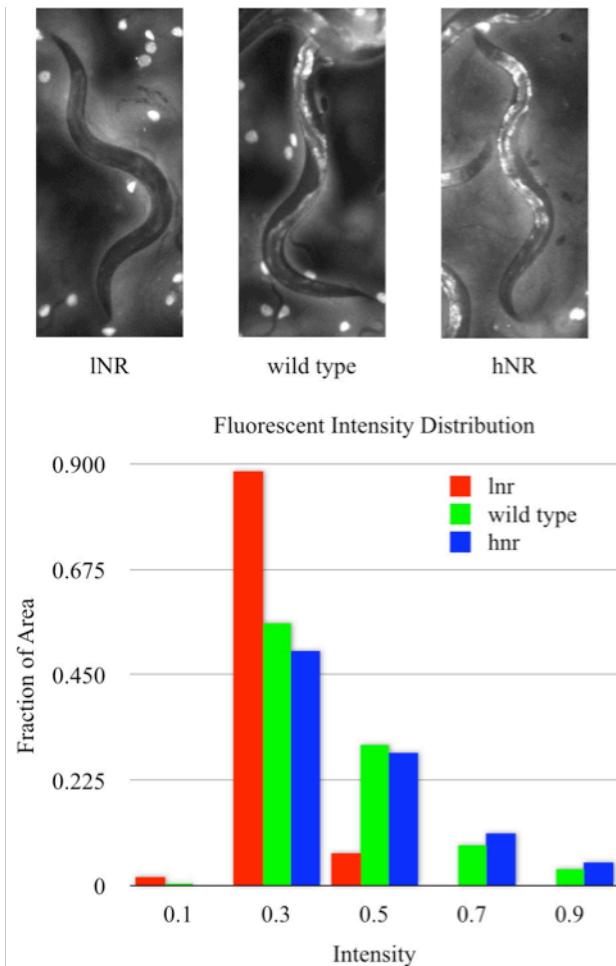 lNR
wild type
hNR
Fluorescent Intensity Distribution
lnr
wild type
hnr
Fraction of Area
0.900
0.675
0.450
0.225
0
0.1
0.3
0.5
0.7
0.9
Intensity